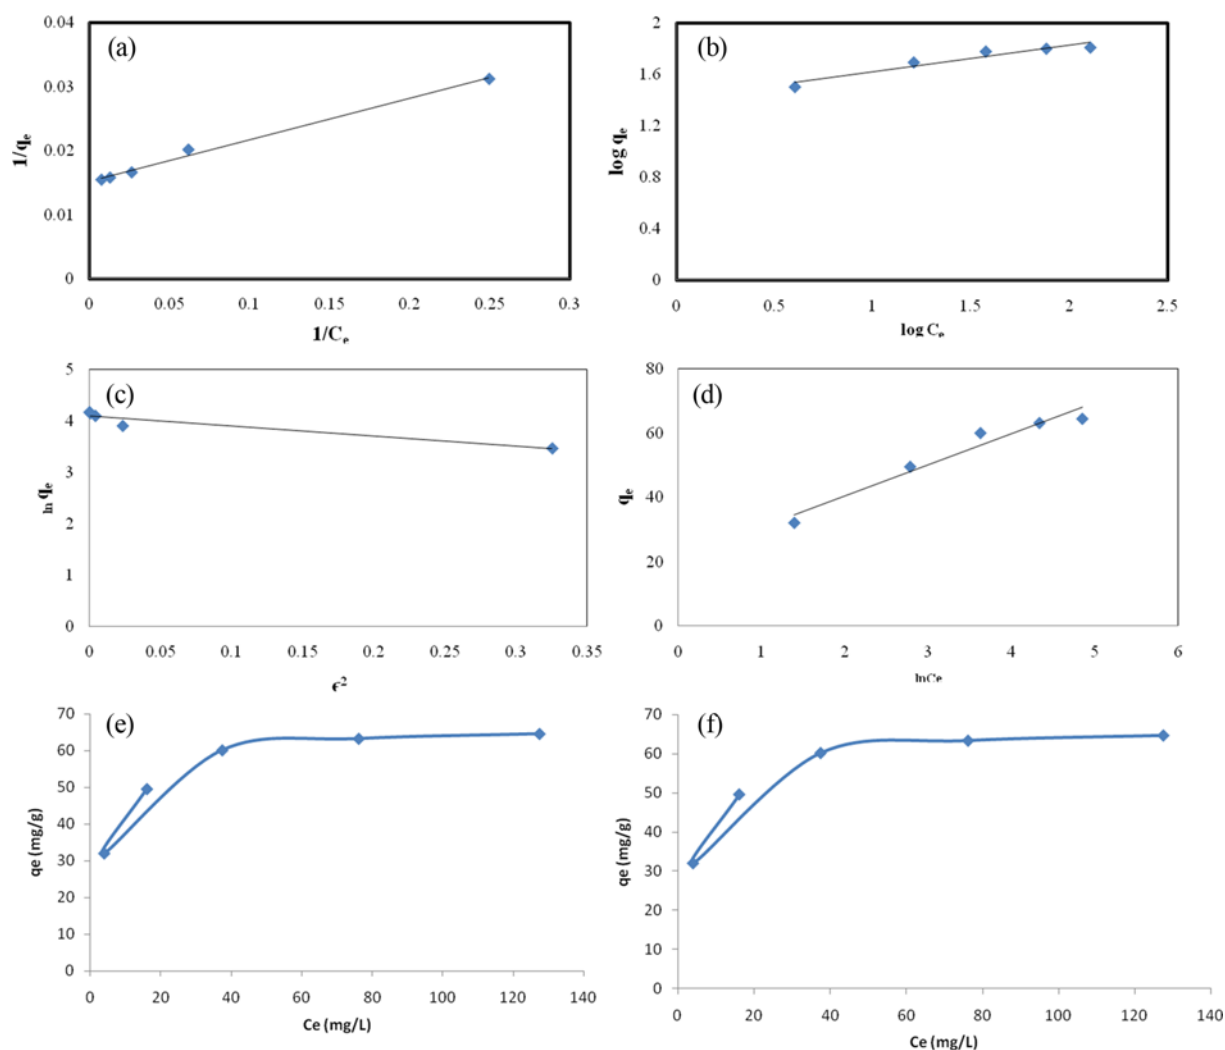 (a)
0.04
0.03
0.02
0.01
0
1/qₑ
0 0.05 0.1 0.15 0.2 0.25 0.3
1/Cₑ
(b)
2
1.6
1.2
0.8
0.4
0
log qₑ
0 0.5 1 1.5 2 2.5
log Cₑ
(c)
5
4
3
2
1
0
ln qₑ
0 0.05 0.1 0.15 0.2 0.25 0.3 0.35
ϵ²
(d)
80
60
40
20
0
qₑ
0 1 2 3 4 5 6
lnCe
(e)
70
60
50
40
30
20
10
0
qe (mg/g)
0 20 40 60 80 100 120 140
Ce (mg/L)
(f)
70
60
50
40
30
20
10
0
qe (mg/g)
0 20 40 60 80 100 120 140
Ce (mg/L)